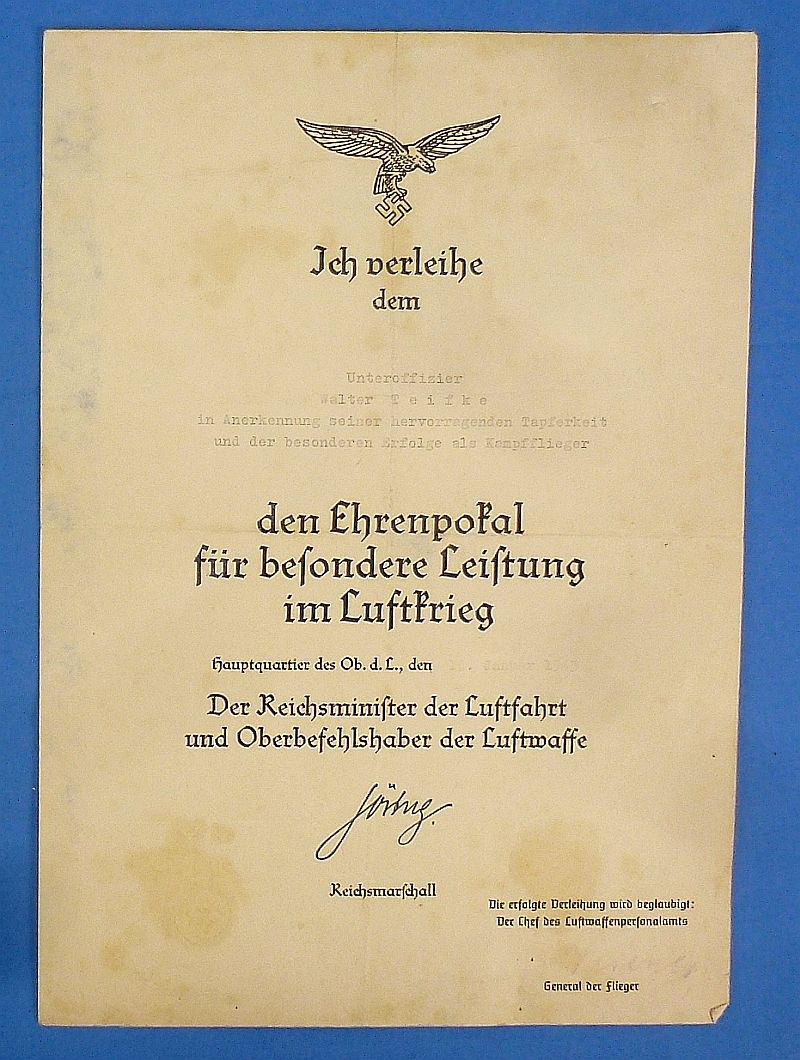 Ich verleihe
dem
Unteroffizier
Walter Teifke
in Anerkennung seiner hervorragenden Tapferkeit
und der besonderen Erfolge als Kampfflieger
den Ehrenpokal
für besondere Leistung
im Luftkrieg
Hauptquartier des Ob. d. L., den Januar
Der Reichsminister der Luftfahrt
und Oberbefehlshaber der Luftwaffe
Göring.
Reichsmarschall
Die erfolgte Verleihung wird beglaubigt:
Der Chef des Luftwaffenpersonalamts
General der Flieger